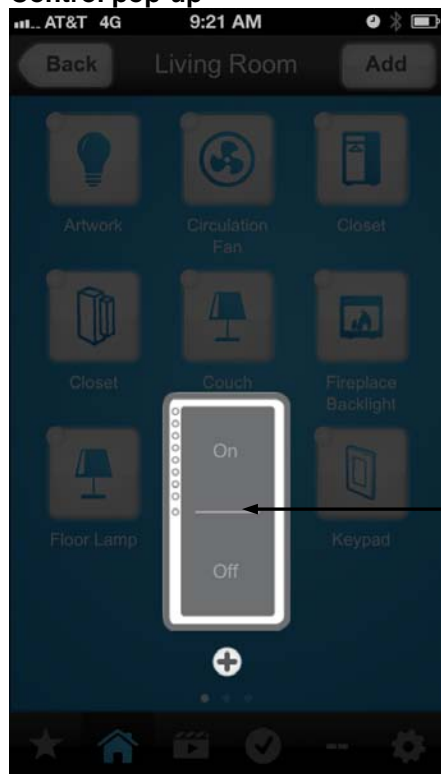 Control pop-up
AT&T 4G 9:21 AM
Back Living Room Add
Artwork Circulation Fan Closet
Closet Couch Fireplace Backlight
On
Floor Lamp Keypad
Off
--